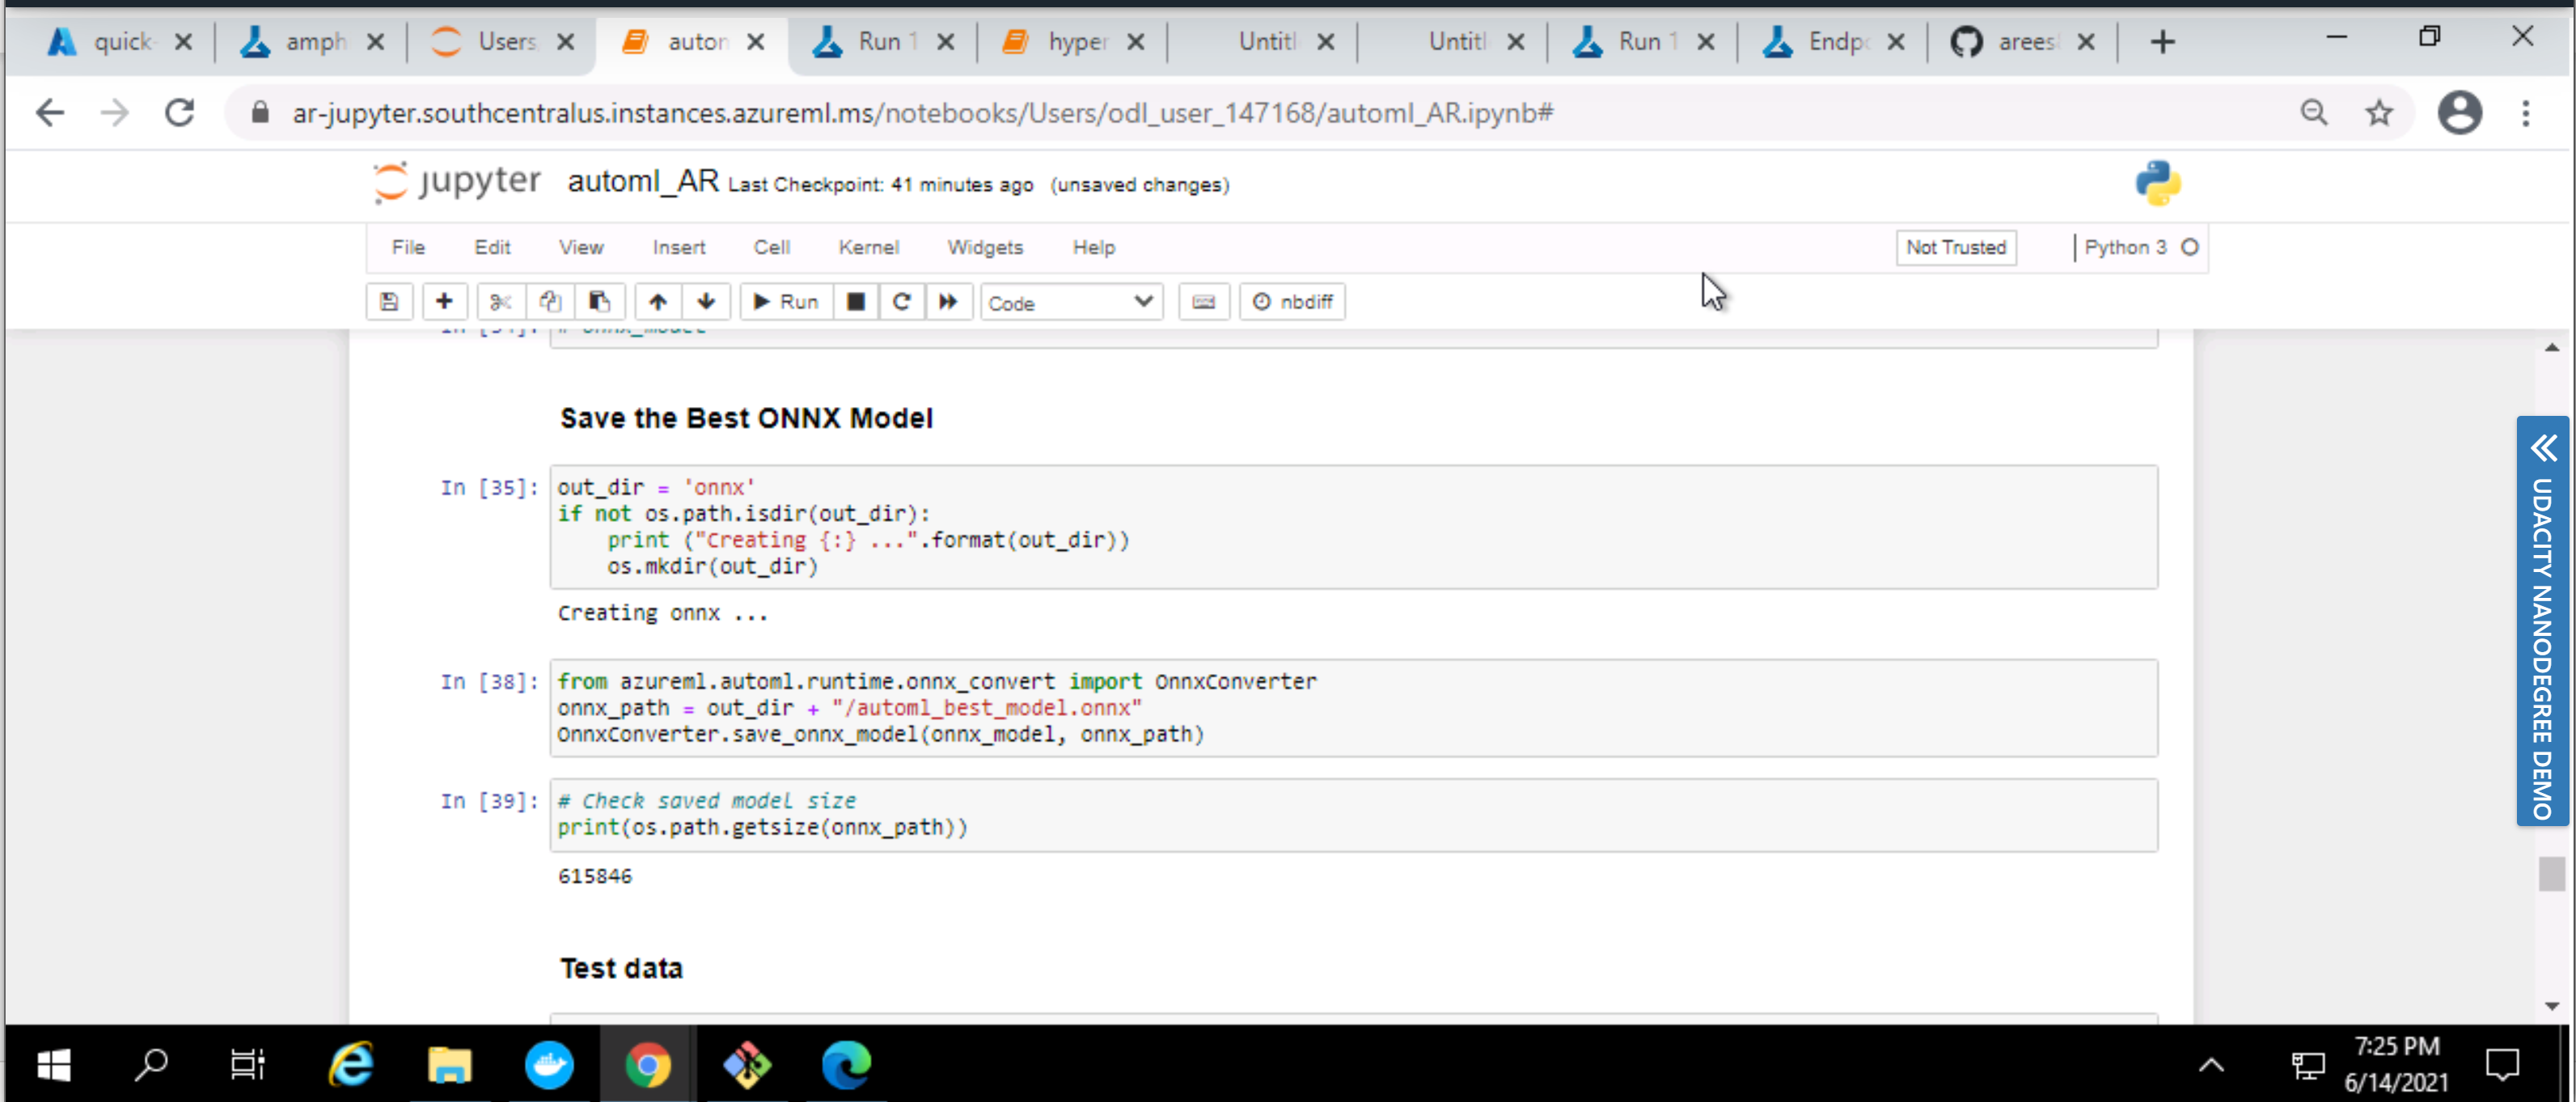 quick-
amph
Users
auton
Run 1
hyper
Untitl
Untitl
Run 1
Endpo
arees
ar-jupyter.southcentralus.instances.azureml.ms/notebooks/Users/odl_user_147168/automl_AR.ipynb#
jupyter automl_AR Last Checkpoint: 41 minutes ago (unsaved changes)
File Edit View Insert Cell Kernel Widgets Help Not Trusted Python 3
Run Code nbdiff
# onnx_model
Save the Best ONNX Model
In [35]: out_dir = 'onnx'
if not os.path.isdir(out_dir):
    print ("Creating {:} ...".format(out_dir))
    os.mkdir(out_dir)
Creating onnx ...
In [38]: from azureml.automl.runtime.onnx_convert import OnnxConverter
onnx_path = out_dir + "/automl_best_model.onnx"
OnnxConverter.save_onnx_model(onnx_model, onnx_path)
In [39]: # Check saved model size
print(os.path.getsize(onnx_path))
615846
Test data
UDACITY NANODEGREE DEMO
7:25 PM
6/14/2021